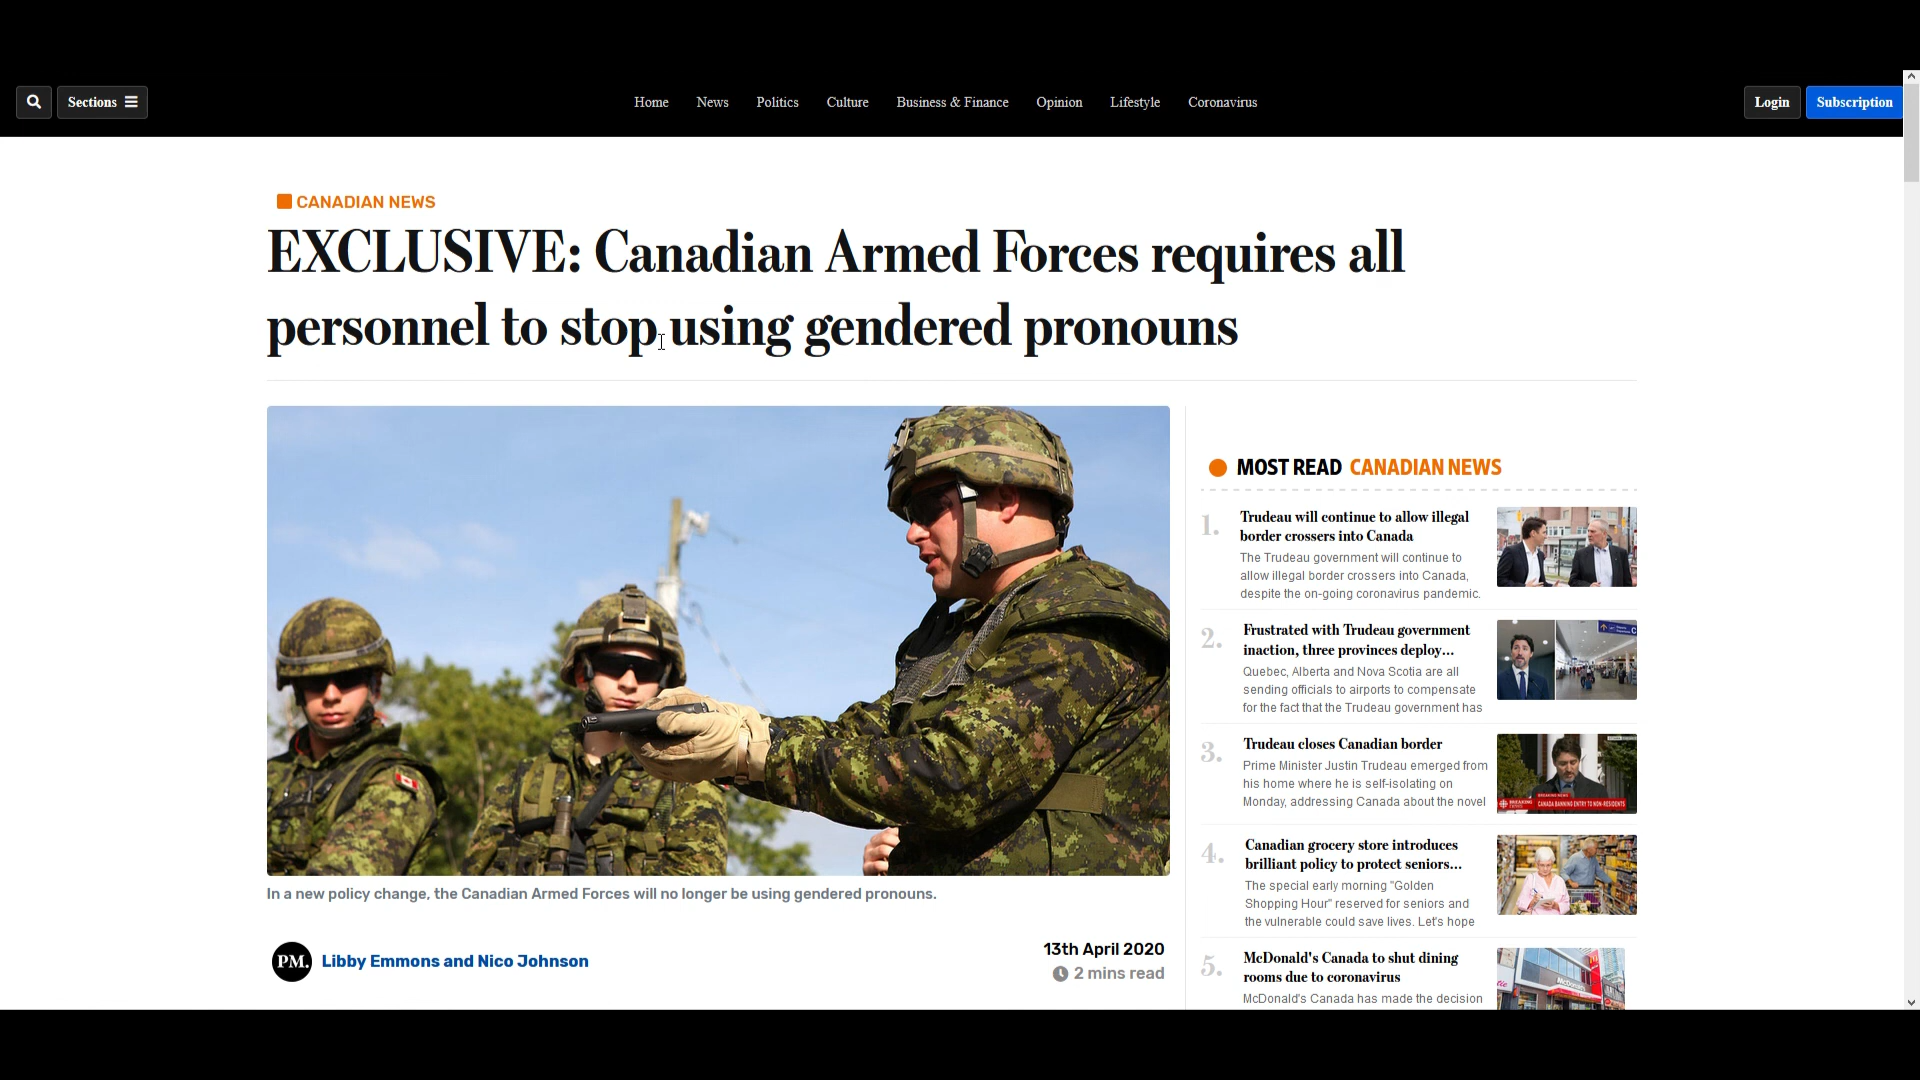 Sections
Home News Politics Culture Business & Finance Opinion Lifestyle Coronavirus
Login Subscription
CANADIAN NEWS
EXCLUSIVE: Canadian Armed Forces requires all
personnel to stop using gendered pronouns
In a new policy change, the Canadian Armed Forces will no longer be using gendered pronouns.
PM. Libby Emmons and Nico Johnson
13th April 2020
2 mins read
MOST READ CANADIAN NEWS
1. Trudeau will continue to allow illegal
border crossers into Canada
The Trudeau government will continue to
allow illegal border crossers into Canada,
despite the on-going coronavirus pandemic.
2. Frustrated with Trudeau government
inaction, three provinces deploy...
Quebec, Alberta and Nova Scotia are all
sending officials to airports to compensate
for the fact that the Trudeau government has
3. Trudeau closes Canadian border
Prime Minister Justin Trudeau emerged from
his home where he is self-isolating on
Monday, addressing Canada about the novel
CANADA BANNING ENTRY TO NON-RESIDENTS
4. Canadian grocery store introduces
brilliant policy to protect seniors...
The special early morning "Golden
Shopping Hour" reserved for seniors and
the vulnerable could save lives. Let's hope
5. McDonald's Canada to shut dining
rooms due to coronavirus
McDonald's Canada has made the decision
McDonald's